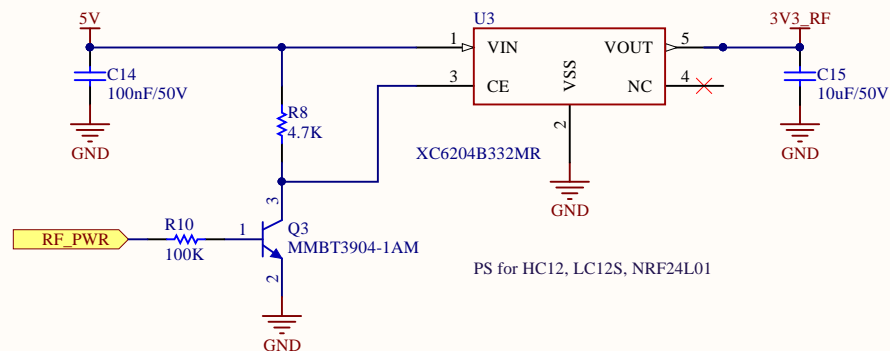 5V
U3
3V3_RF
1
VIN
VOUT
5
C14
100nF/50V
3
CE
VSS
NC
4
C15
10uF/50V
R8
4.7K
2
GND
GND
XC6204B332MR
GND
3
R10
Q3
RF_PWR
1
MMBT3904-1AM
100K
2
PS for HC12, LC12S, NRF24L01
GND